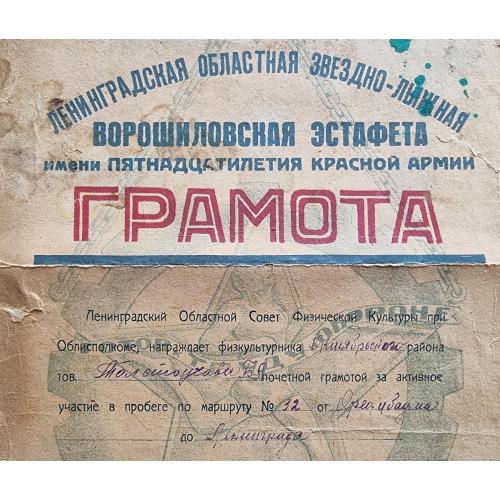 ЛЕНИНГРАДСКАЯ ОБЛАСТНАЯ ЗВЕЗДНО-ЛЫЖНАЯ
ВОРОШИЛОВСКАЯ ЭСТАФЕТА
имени ПЯТНАДЦАТИЛЕТИЯ КРАСНОЙ АРМИИ
ГРАМОТА
Ленинградский Областной Совет Физической Культуры при
Облисполкоме, награждает физкультурника Октябрьского района
тов. почетной грамотой за активное
участие в пробеге по маршруту № 32 от
до Ленинграда